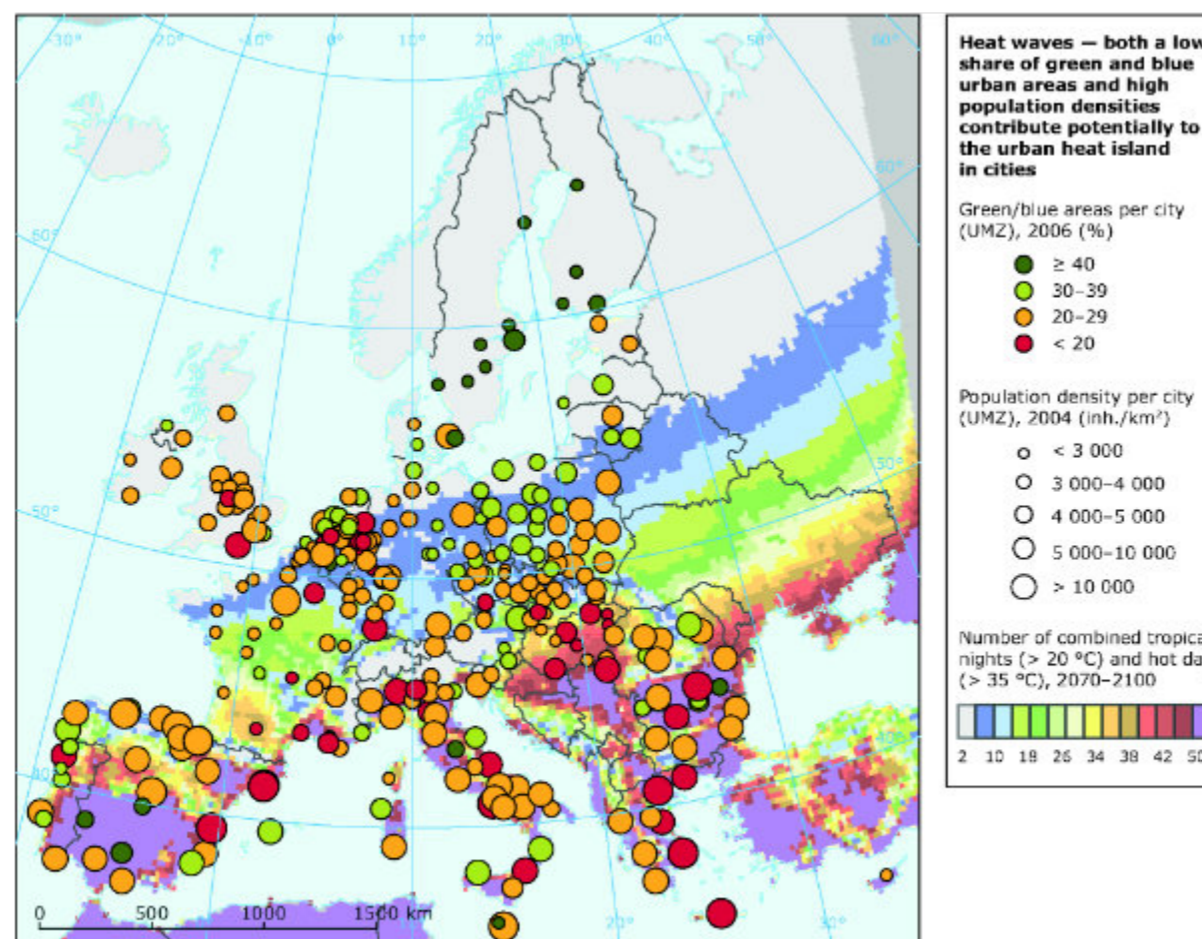 -30°
-20°
-10°
0°
10°
20°
30°
40°
50°
60°
60°
60°
50°
50°
40°
40°
0 500 1000 1500 km
20°
30°
Heat waves — both a low
share of green and blue
urban areas and high
population densities
contribute potentially to
the urban heat island
in cities
Green/blue areas per city
(UMZ), 2006 (%)
≥ 40
30–39
20–29
< 20
Population density per city
(UMZ), 2004 (inh./km²)
< 3 000
3 000–4 000
4 000–5 000
5 000–10 000
> 10 000
Number of combined tropica
nights (> 20 °C) and hot da
(> 35 °C), 2070–2100
2 10 18 26 34 38 42 50